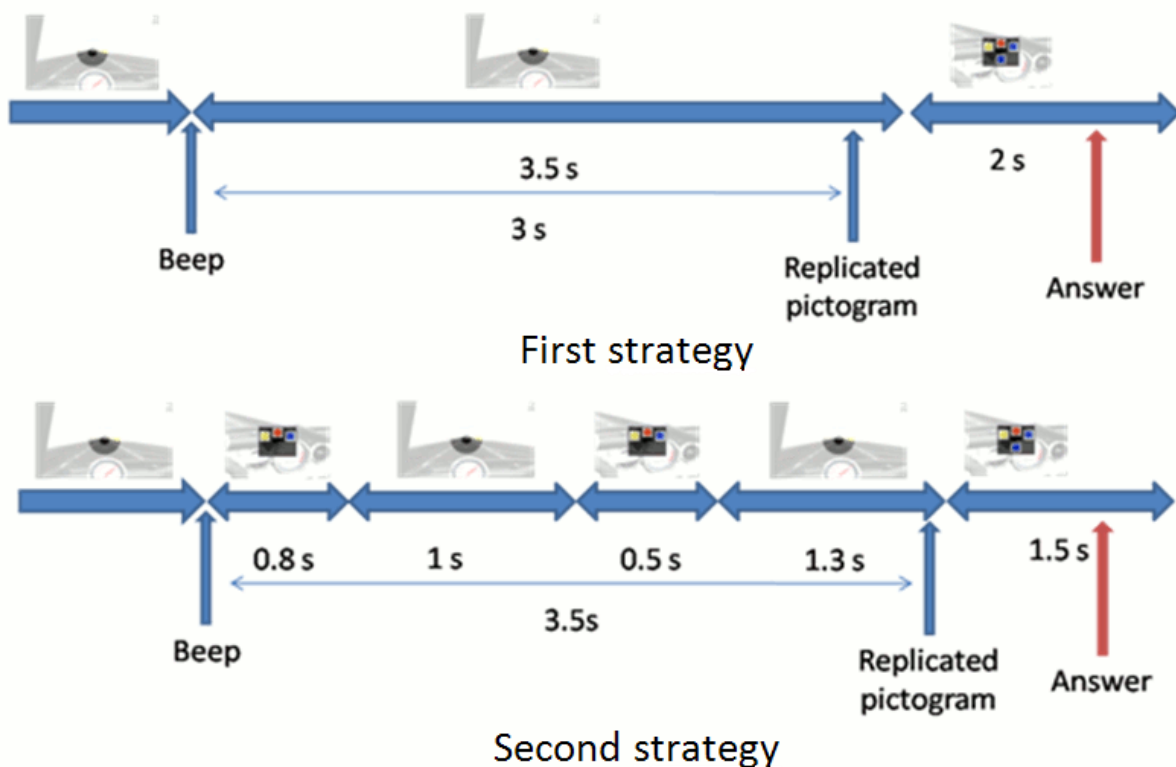 3.5 s
2 s
3 s
Beep
Replicated
pictogram
Answer
First strategy
0.8 s
1 s
0.5 s
1.3 s
1.5 s
3.5s
Beep
Replicated
pictogram
Answer
Second strategy